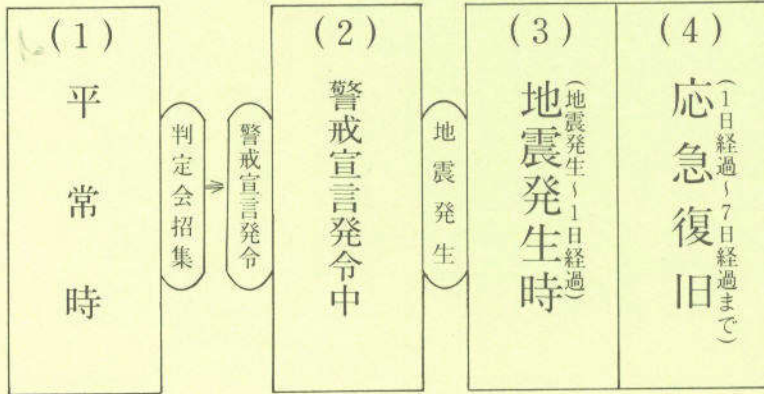 (1)
平常時
判定会招集
→
警戒宣言発令
(2)
警戒宣言発令中
地震発生
(3)
地震発生時
(地震発生~1日経過)
(4)
応急復旧
(1日経過~7日経過まで)